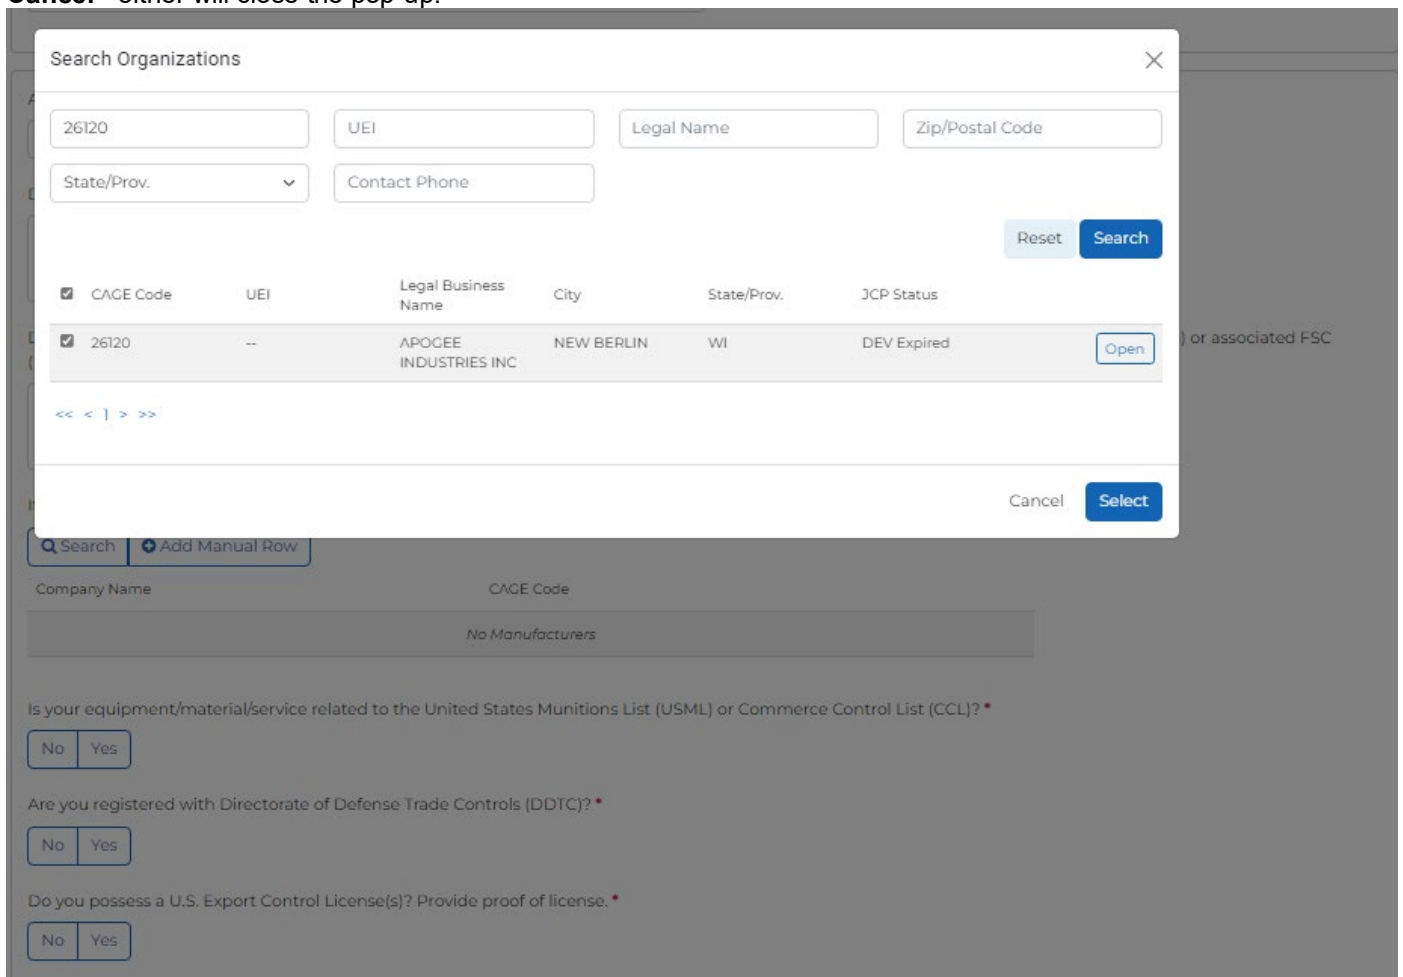 Search Organizations
26120 UEI Legal Name Zip/Postal Code
State/Prov. Contact Phone
Reset Search
CAGE Code UEI Legal Business Name City State/Prov. JCP Status
26120 -- APOGEE INDUSTRIES INC NEW BERLIN WI DEV Expired Open
) or associated FSC
<< < 1 > >>
Cancel Select
Search Add Manual Row
Company Name CAGE Code
No Manufacturers
Is your equipment/material/service related to the United States Munitions List (USML) or Commerce Control List (CCL)? *
No Yes
Are you registered with Directorate of Defense Trade Controls (DDTC)? *
No Yes
Do you possess a U.S. Export Control License(s)? Provide proof of license. *
No Yes